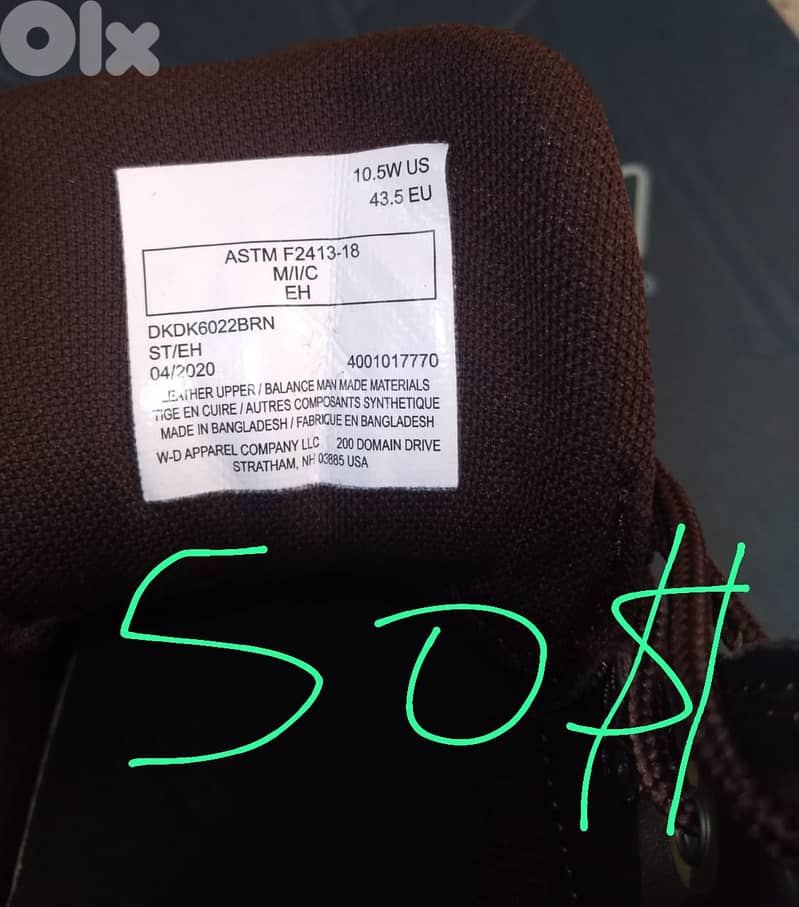 Olx
10.5W US
43.5 EU
ASTM F2413-18
M/I/C
EH
DKDK6022BRN
ST/EH
04/2020 4001017770
LEATHER UPPER / BALANCE MAN MADE MATERIALS
TIGE EN CUIRE / AUTRES COMPOSANTS SYNTHETIQUE
MADE IN BANGLADESH / FABRICUE EN BANGLADESH
W-D APPAREL COMPANY LLC 200 DOMAIN DRIVE
STRATHAM, NH 03885 USA
50$